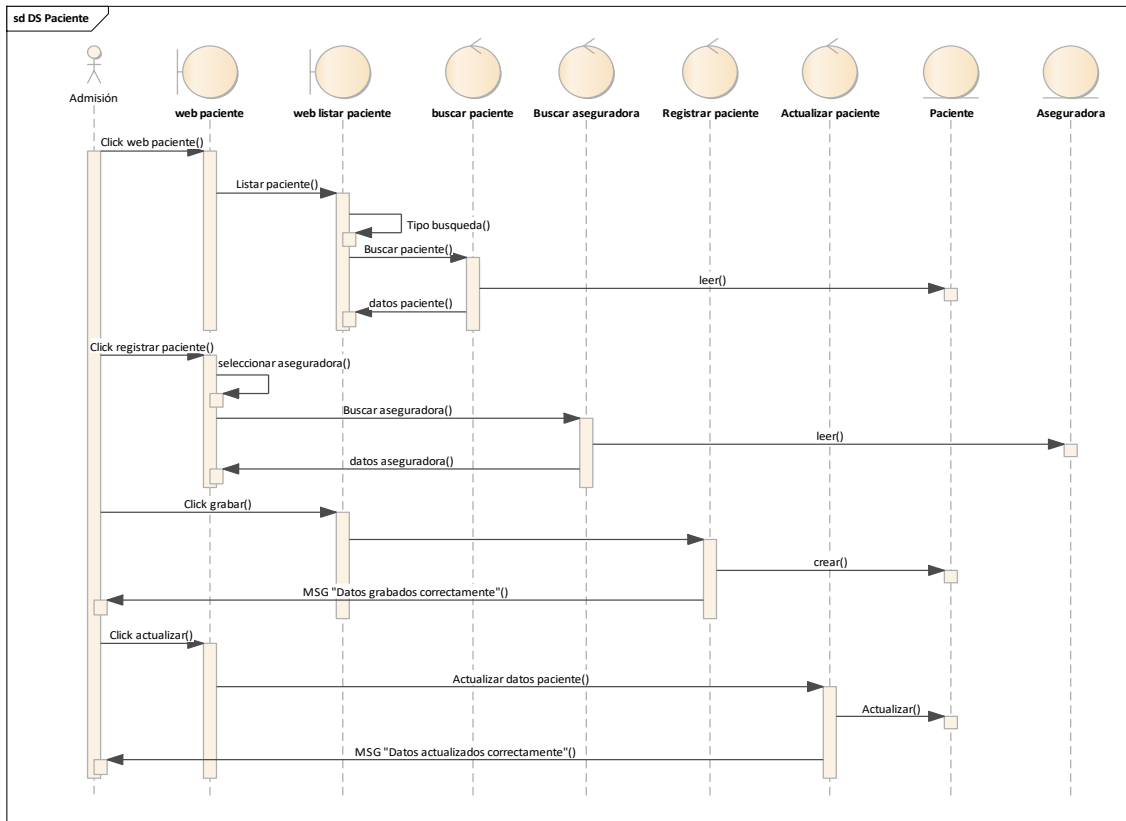 sd DS Paciente
Admisión
web paciente
web listar paciente
buscar paciente
Buscar aseguradora
Registrar paciente
Actualizar paciente
Paciente
Aseguradora
Click web paciente()
Listar paciente()
Tipo busqueda()
Buscar paciente()
leer()
datos paciente()
Click registrar paciente()
seleccionar aseguradora()
Buscar aseguradora()
leer()
datos aseguradora()
Click grabar()
crear()
MSG "Datos grabados correctamente"()
Click actualizar()
Actualizar datos paciente()
Actualizar()
MSG "Datos actualizados correctamente"()